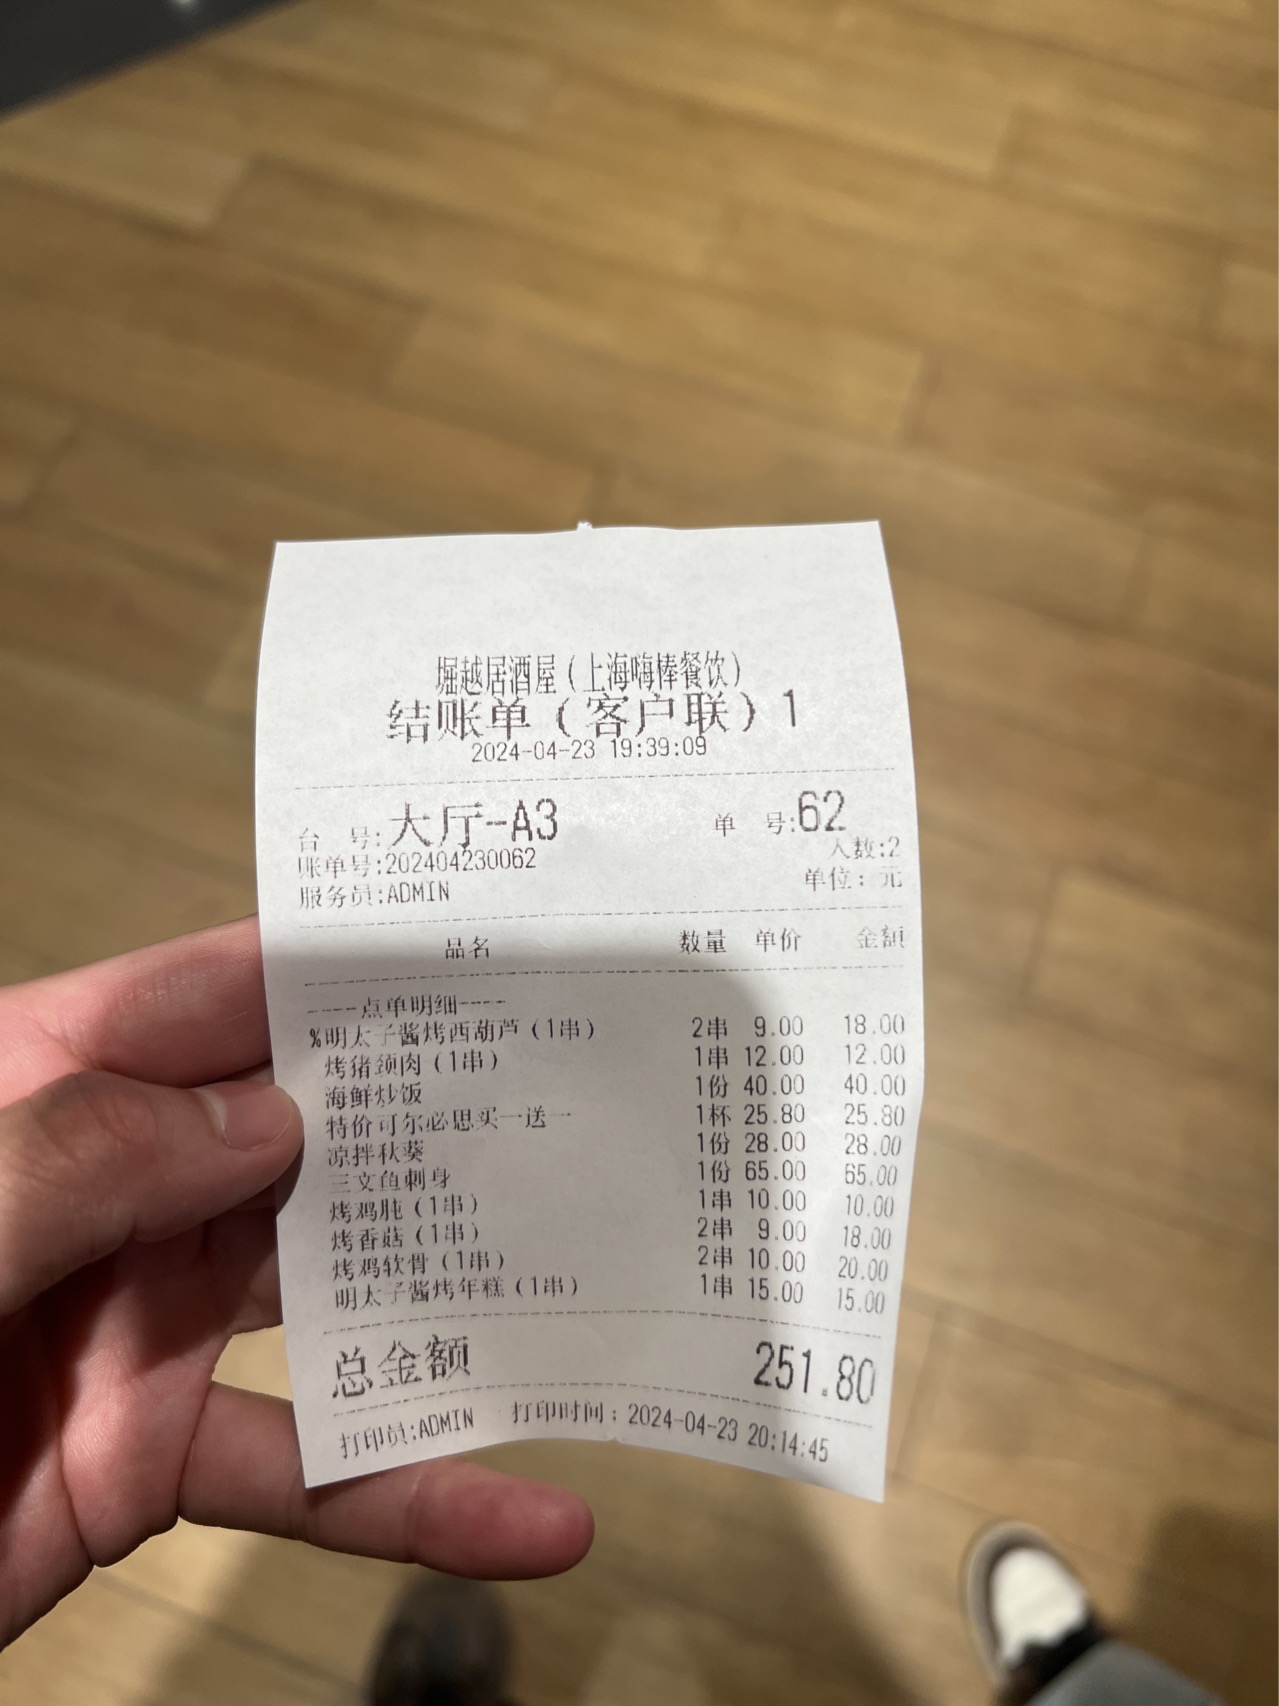 堀越居酒屋（上海嗨棒餐饮）
结账单（客户联）1
2024-04-23 19:39:09
台 号:大厅-A3 单 号:62
人数:2
账单号:202404230062
单位: 元
服务员:ADMIN
品名 数量 单价 金额
----点单明细----
%明太子酱烤西葫芦（1串） 2串 9.00 18.00
烤猪颈肉（1串） 1串 12.00 12.00
海鲜炒饭 1份 40.00 40.00
特价可尔必思买一送一 1杯 25.80 25.80
凉拌秋葵 1份 28.00 28.00
三文鱼刺身 1份 65.00 65.00
烤鸡肫（1串） 1串 10.00 10.00
烤香菇（1串） 2串 9.00 18.00
烤鸡软骨（1串） 2串 10.00 20.00
明太子酱烤年糕（1串） 1串 15.00 15.00
总金额 251.80
打印员:ADMIN 打印时间：2024-04-23 20:14:45